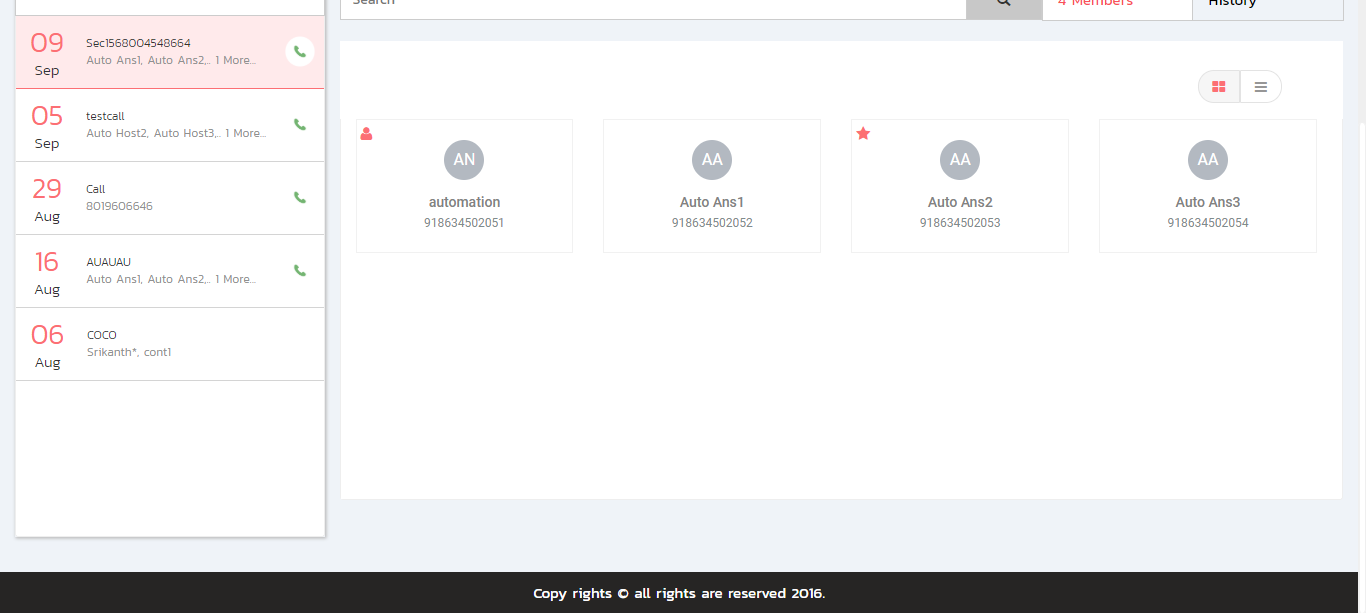 Search
4 Members
History
09
Sep
Sec1568004548664
Auto Ans1, Auto Ans2,.. 1 More...
05
Sep
testcall
Auto Host2, Auto Host3,.. 1 More...
29
Aug
Call
8019606646
16
Aug
AUAUAU
Auto Ans1, Auto Ans2,.. 1 More...
06
Aug
COCO
Srikanth*, cont1
AN
automation
918634502051
AA
Auto Ans1
918634502052
AA
Auto Ans2
918634502053
AA
Auto Ans3
918634502054
Copy rights © all rights are reserved 2016.